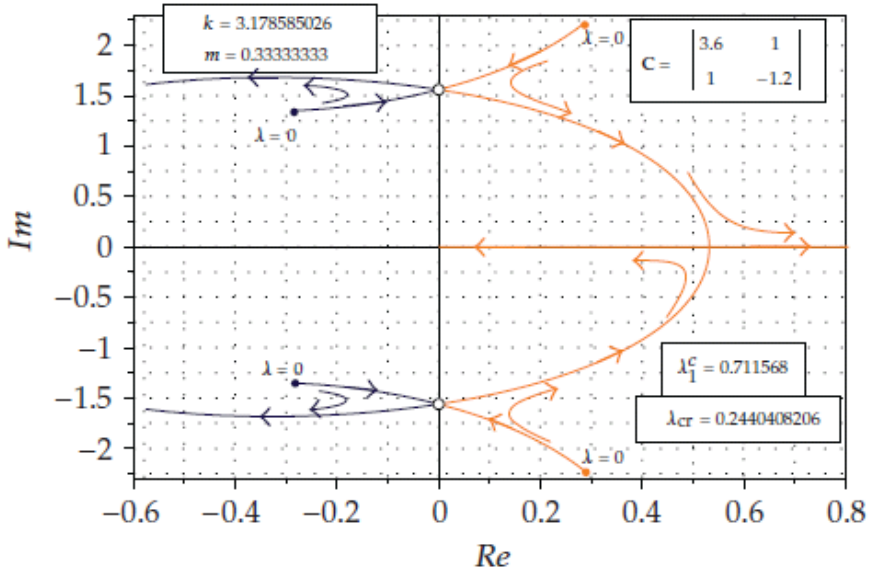 k = 3.178585026
m = 0.33333333
λ = 0
C = | 3.6 1 |
| 1 −1.2 |
λ = 0
λ = 0
λ = 0
λ₁ᶜ = 0.711568
λcr = 0.2440408206
2
1.5
1
0.5
0
−0.5
−1
−1.5
−2
Im
−0.6 −0.4 −0.2 0 0.2 0.4 0.6 0.8
Re